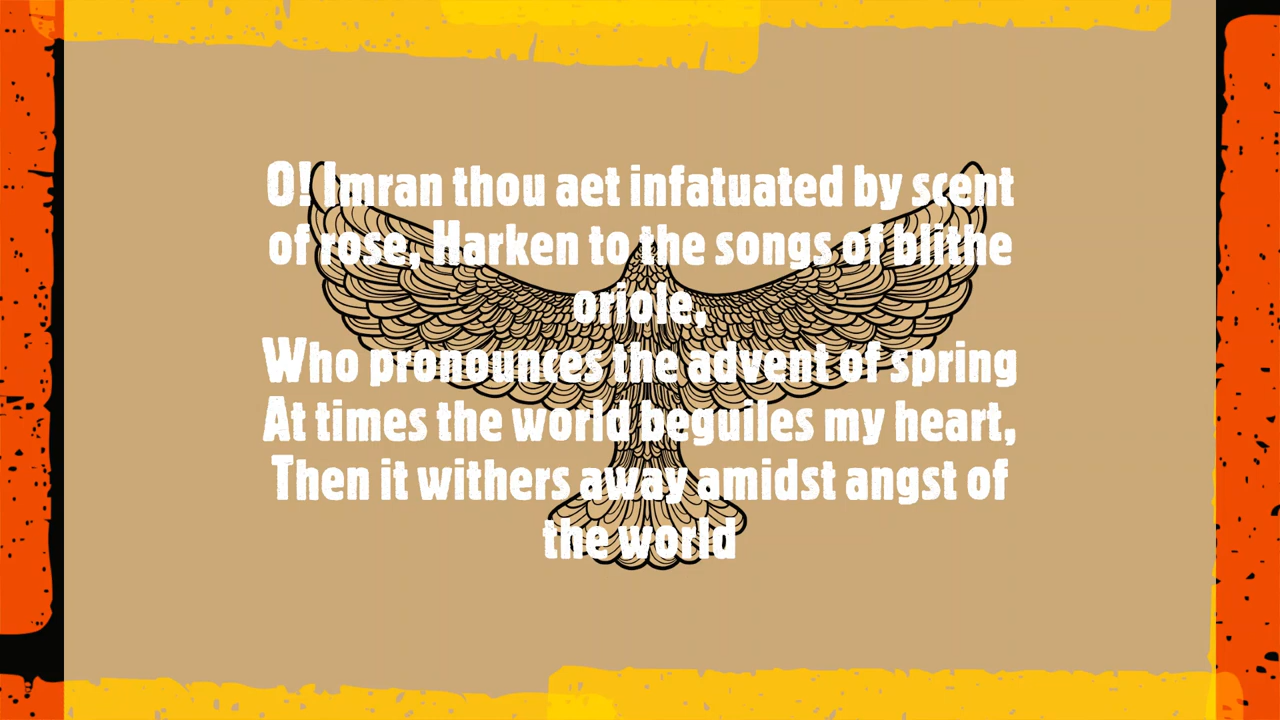 O! Imran thou aet infatuated by scent
of rose, Harken to the songs of blithe
oriole,
Who pronounces the advent of spring
At times the world beguiles my heart,
Then it withers away amidst angst of
the world